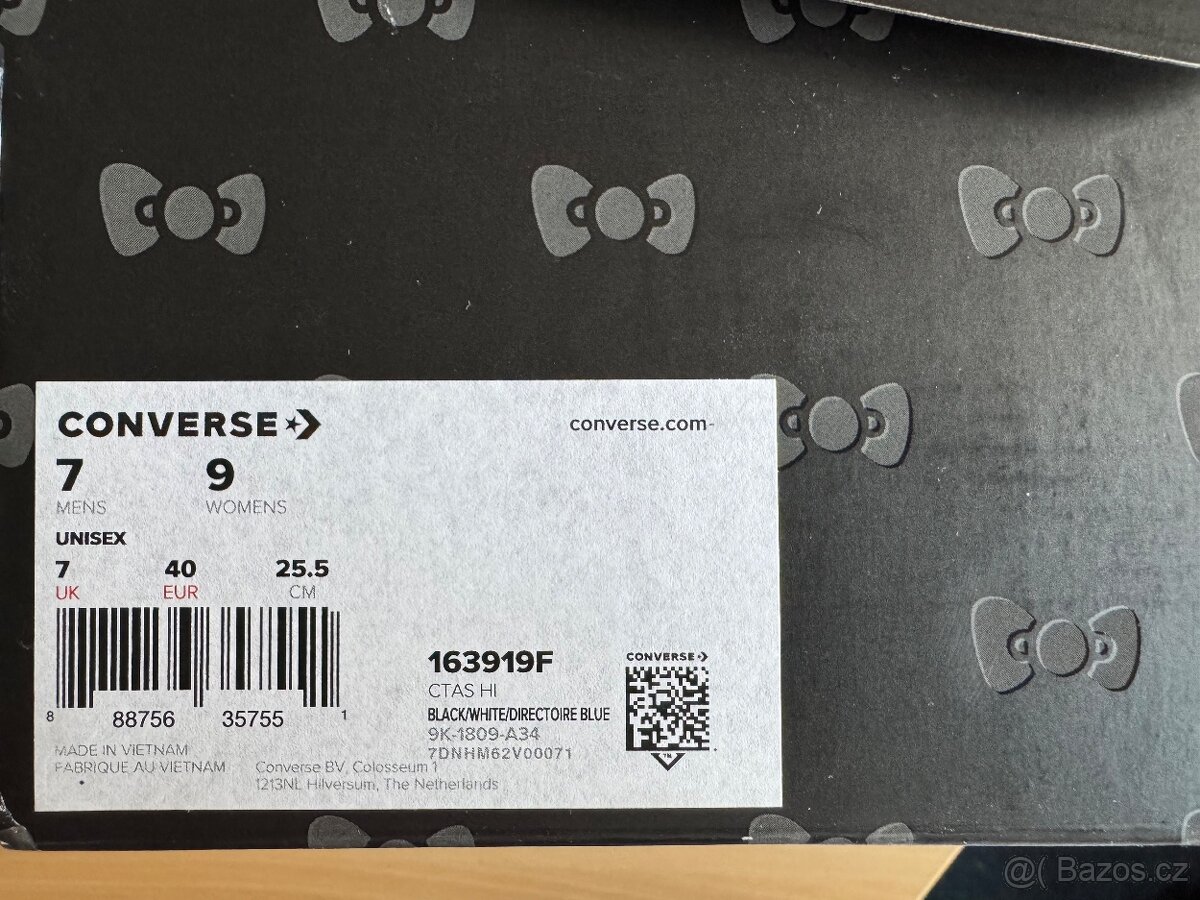 CONVERSE
converse.com
7 9
MENS WOMENS
UNISEX
7 40 25.5
UK EUR CM
8 88756 35755 1
MADE IN VIETNAM
FABRIQUE AU VIETNAM
Converse BV, Colosseum 1
1213NL Hilversum, The Netherlands
163919F
CTAS HI
BLACK/WHITE/DIRECTOIRE BLUE
9K-1809-A34
7DNHM62V00071
CONVERSE
TM
@( Bazos.cz